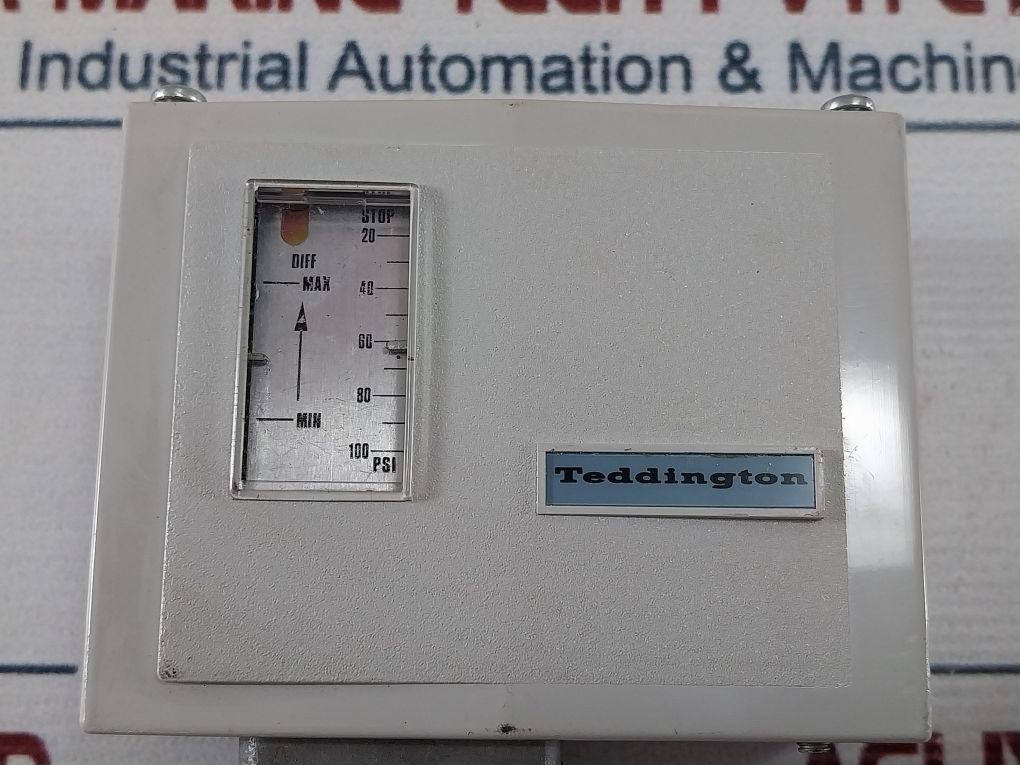 Industrial Automation & Machin
STOP
20
DIFF
MAX
40
60
80
MIN
100
PSI
Teddington